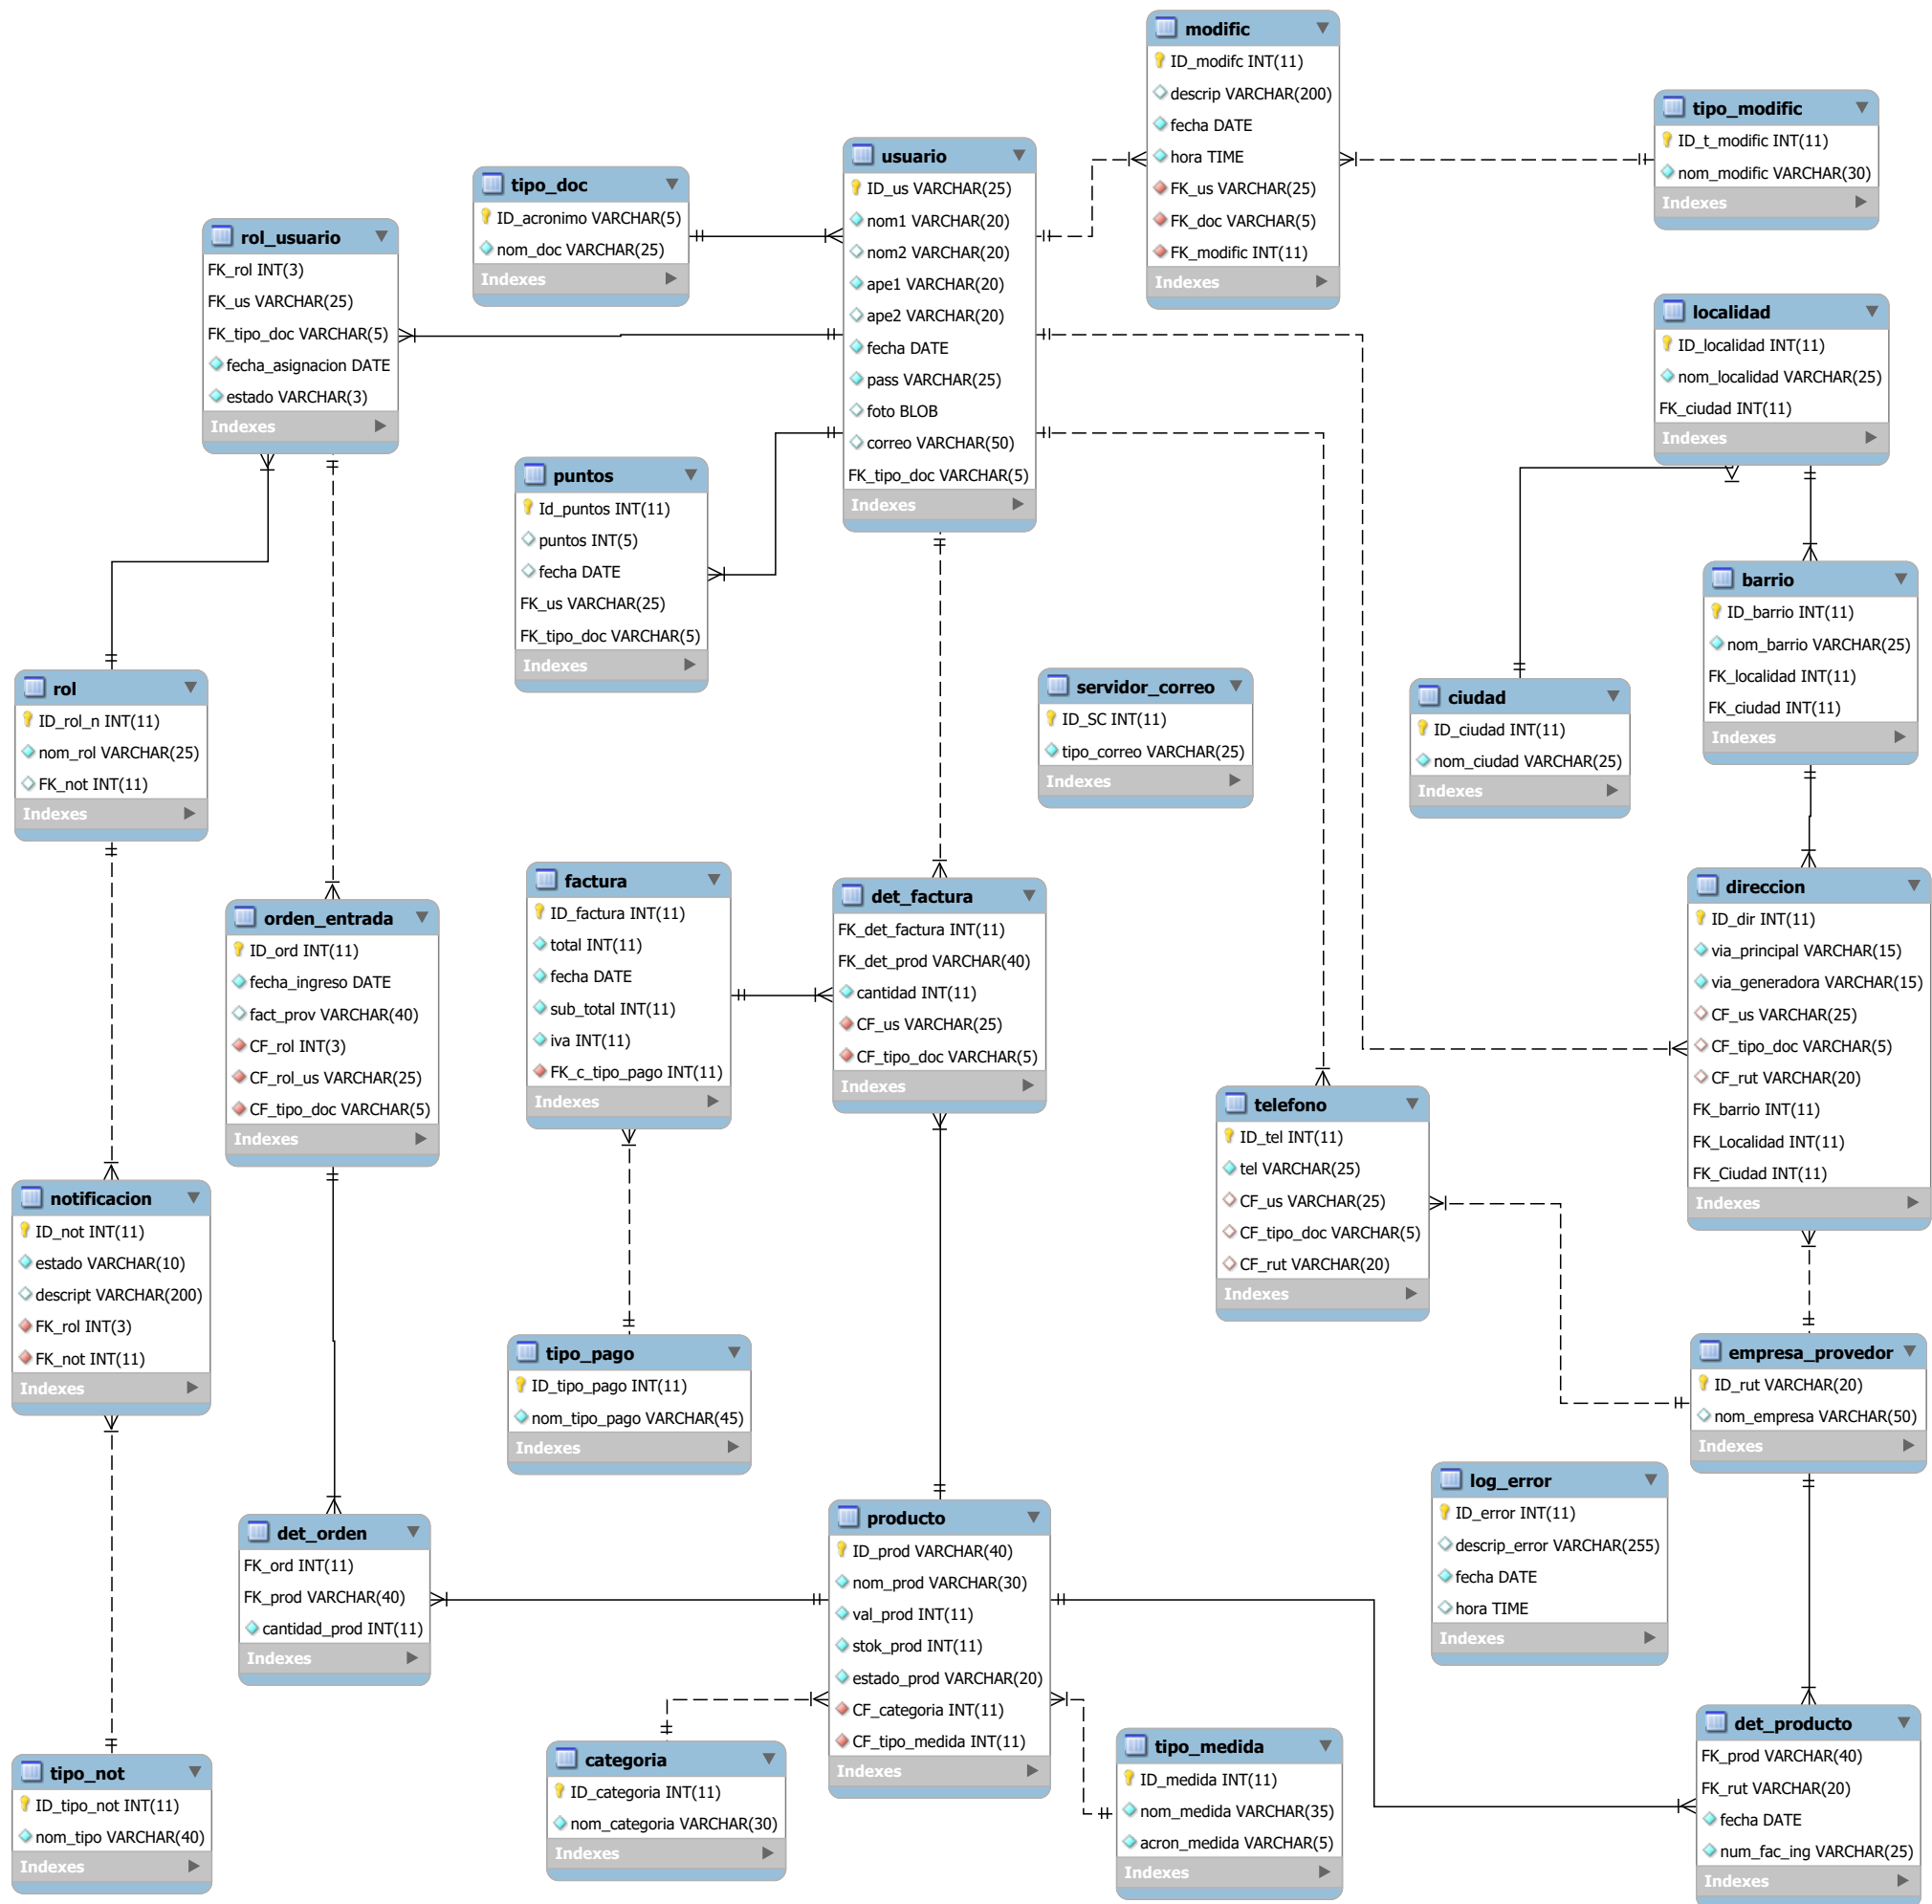 modific
ID_modifc INT(11)
descrip VARCHAR(200)
fecha DATE
hora TIME
FK_us VARCHAR(25)
FK_doc VARCHAR(5)
FK_modific INT(11)
Indexes
tipo_modific
ID_t_modific INT(11)
nom_modific VARCHAR(30)
Indexes
usuario
ID_us VARCHAR(25)
nom1 VARCHAR(20)
nom2 VARCHAR(20)
ape1 VARCHAR(20)
ape2 VARCHAR(20)
fecha DATE
pass VARCHAR(25)
foto BLOB
correo VARCHAR(50)
FK_tipo_doc VARCHAR(5)
Indexes
tipo_doc
ID_acronimo VARCHAR(5)
nom_doc VARCHAR(25)
Indexes
rol_usuario
FK_rol INT(3)
FK_us VARCHAR(25)
FK_tipo_doc VARCHAR(5)
fecha_asignacion DATE
estado VARCHAR(3)
Indexes
localidad
ID_localidad INT(11)
nom_localidad VARCHAR(25)
FK_ciudad INT(11)
Indexes
puntos
Id_puntos INT(11)
puntos INT(5)
fecha DATE
FK_us VARCHAR(25)
FK_tipo_doc VARCHAR(5)
Indexes
barrio
ID_barrio INT(11)
nom_barrio VARCHAR(25)
FK_localidad INT(11)
FK_ciudad INT(11)
Indexes
rol
ID_rol_n INT(11)
nom_rol VARCHAR(25)
FK_not INT(11)
Indexes
servidor_correo
ID_SC INT(11)
tipo_correo VARCHAR(25)
Indexes
ciudad
ID_ciudad INT(11)
nom_ciudad VARCHAR(25)
Indexes
factura
ID_factura INT(11)
total INT(11)
fecha DATE
sub_total INT(11)
iva INT(11)
FK_c_tipo_pago INT(11)
Indexes
det_factura
FK_det_factura INT(11)
FK_det_prod VARCHAR(40)
cantidad INT(11)
CF_us VARCHAR(25)
CF_tipo_doc VARCHAR(5)
Indexes
direccion
ID_dir INT(11)
via_principal VARCHAR(15)
via_generadora VARCHAR(15)
CF_us VARCHAR(25)
CF_tipo_doc VARCHAR(5)
CF_rut VARCHAR(20)
FK_barrio INT(11)
FK_Localidad INT(11)
FK_Ciudad INT(11)
Indexes
orden_entrada
ID_ord INT(11)
fecha_ingreso DATE
fact_prov VARCHAR(40)
CF_rol INT(3)
CF_rol_us VARCHAR(25)
CF_tipo_doc VARCHAR(5)
Indexes
telefono
ID_tel INT(11)
tel VARCHAR(25)
CF_us VARCHAR(25)
CF_tipo_doc VARCHAR(5)
CF_rut VARCHAR(20)
Indexes
notificacion
ID_not INT(11)
estado VARCHAR(10)
descript VARCHAR(200)
FK_rol INT(3)
FK_not INT(11)
Indexes
tipo_pago
ID_tipo_pago INT(11)
nom_tipo_pago VARCHAR(45)
Indexes
empresa_provedor
ID_rut VARCHAR(20)
nom_empresa VARCHAR(50)
Indexes
log_error
ID_error INT(11)
descrip_error VARCHAR(255)
fecha DATE
hora TIME
Indexes
det_orden
FK_ord INT(11)
FK_prod VARCHAR(40)
cantidad_prod INT(11)
Indexes
producto
ID_prod VARCHAR(40)
nom_prod VARCHAR(30)
val_prod INT(11)
stok_prod INT(11)
estado_prod VARCHAR(20)
CF_categoria INT(11)
CF_tipo_medida INT(11)
Indexes
det_producto
FK_prod VARCHAR(40)
FK_rut VARCHAR(20)
fecha DATE
num_fac_ing VARCHAR(25)
Indexes
tipo_not
ID_tipo_not INT(11)
nom_tipo VARCHAR(40)
Indexes
categoria
ID_categoria INT(11)
nom_categoria VARCHAR(30)
Indexes
tipo_medida
ID_medida INT(11)
nom_medida VARCHAR(35)
acron_medida VARCHAR(5)
Indexes